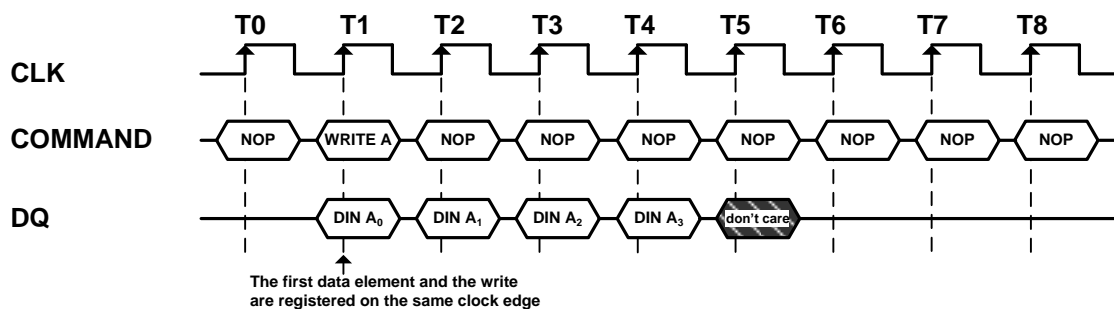 T0 T1 T2 T3 T4 T5 T6 T7 T8
CLK
COMMAND NOP WRITE A NOP NOP NOP NOP NOP NOP NOP
DQ DIN A₀ DIN A₁ DIN A₂ DIN A₃ don't care
The first data element and the write
are registered on the same clock edge